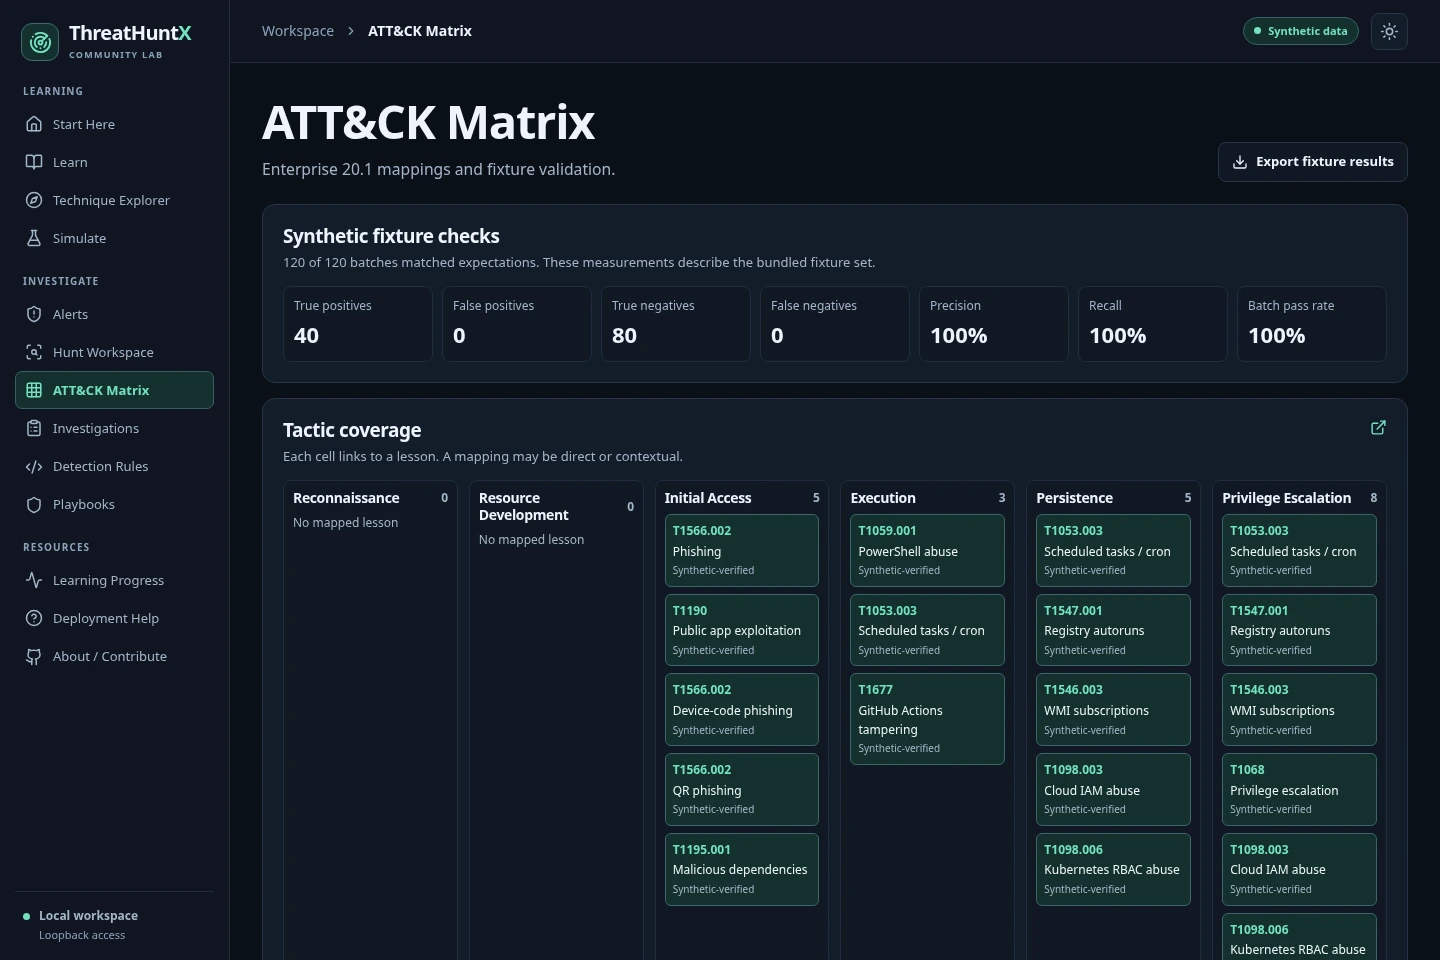 ThreatHuntX
COMMUNITY LAB
LEARNING
Start Here
Learn
Technique Explorer
Simulate
INVESTIGATE
Alerts
Hunt Workspace
ATT&CK Matrix
Investigations
Detection Rules
Playbooks
RESOURCES
Learning Progress
Deployment Help
About / Contribute
Local workspace
Loopback access
Workspace > ATT&CK Matrix
Synthetic data
ATT&CK Matrix
Enterprise 20.1 mappings and fixture validation.
Export fixture results
Synthetic fixture checks
120 of 120 batches matched expectations. These measurements describe the bundled fixture set.
True positives
40
False positives
0
True negatives
80
False negatives
0
Precision
100%
Recall
100%
Batch pass rate
100%
Tactic coverage
Each cell links to a lesson. A mapping may be direct or contextual.
Reconnaissance 0
No mapped lesson
Resource
Development 0
No mapped lesson
Initial Access 5
T1566.002
Phishing
Synthetic-verified
T1190
Public app exploitation
Synthetic-verified
T1566.002
Device-code phishing
Synthetic-verified
T1566.002
QR phishing
Synthetic-verified
T1195.001
Malicious dependencies
Synthetic-verified
Execution 3
T1059.001
PowerShell abuse
Synthetic-verified
T1053.003
Scheduled tasks / cron
Synthetic-verified
T1677
GitHub Actions
tampering
Synthetic-verified
Persistence 5
T1053.003
Scheduled tasks / cron
Synthetic-verified
T1547.001
Registry autoruns
Synthetic-verified
T1546.003
WMI subscriptions
Synthetic-verified
T1098.003
Cloud IAM abuse
Synthetic-verified
T1098.006
Kubernetes RBAC abuse
Synthetic-verified
Privilege Escalation 8
T1053.003
Scheduled tasks / cron
Synthetic-verified
T1547.001
Registry autoruns
Synthetic-verified
T1546.003
WMI subscriptions
Synthetic-verified
T1068
Privilege escalation
Synthetic-verified
T1098.003
Cloud IAM abuse
Synthetic-verified
T1098.006
Kubernetes RBAC abuse